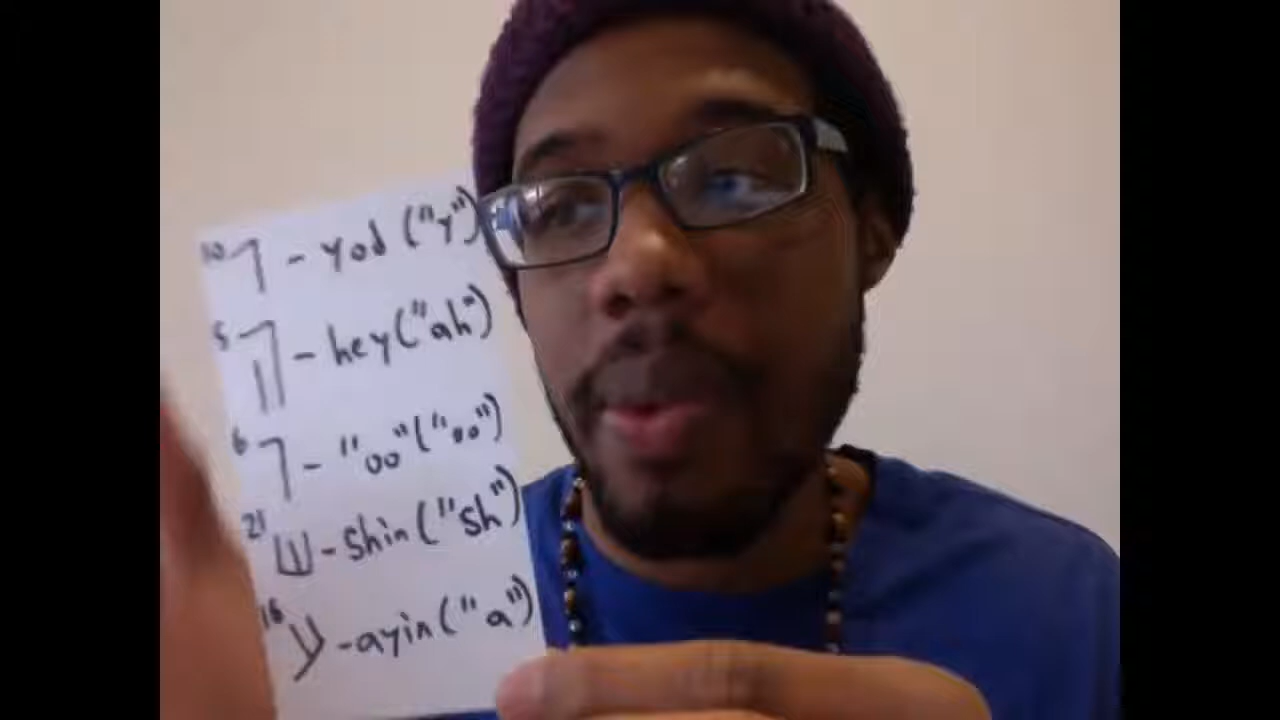 10 י - yod ("y")
5 ה - hey ("ah")
6 ו - "oo" ("oo")
21 ש - shin ("sh")
16 ע - ayin ("a")